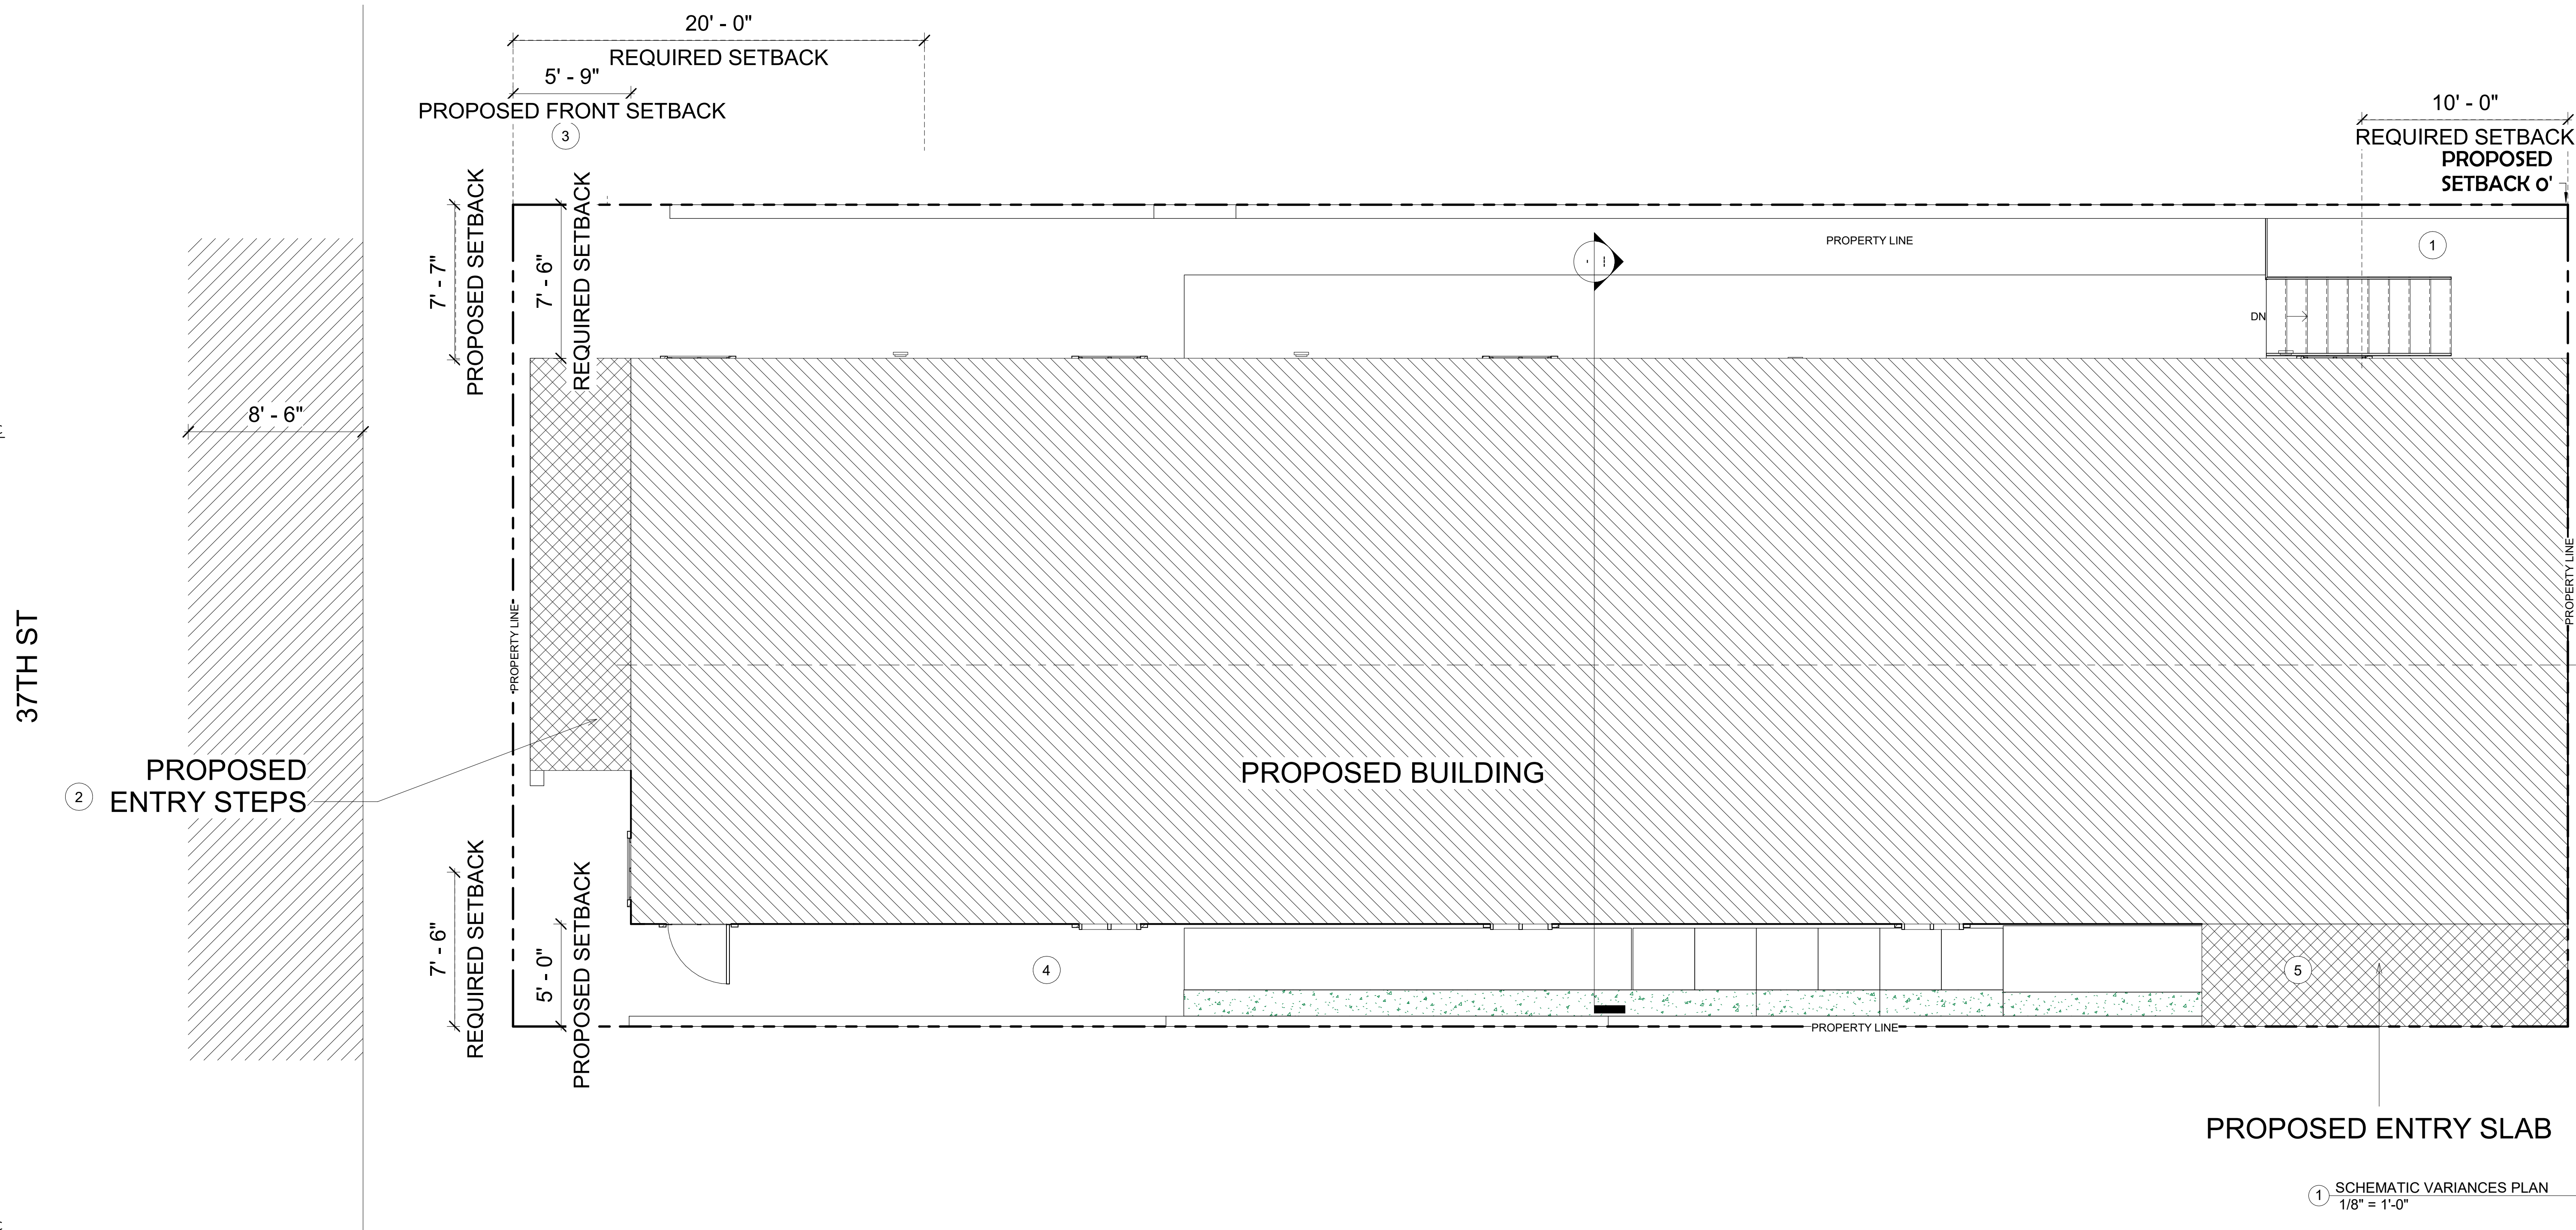 20' - 0"
REQUIRED SETBACK
5' - 9"
PROPOSED FRONT SETBACK
3
10' - 0"
REQUIRED SETBACK
PROPOSED
SETBACK 0'
7' - 7"
PROPOSED SETBACK
7' - 6"
REQUIRED SETBACK
PROPERTY LINE
1
DN
8' - 6"
37TH ST
PROPERTY LINE
PROPERTY LINE
PROPOSED
2
ENTRY STEPS
PROPOSED BUILDING
7' - 6"
REQUIRED SETBACK
5' - 0"
PROPOSED SETBACK
4
5
PROPERTY LINE
PROPOSED ENTRY SLAB
1
SCHEMATIC VARIANCES PLAN
1/8" = 1'-0"